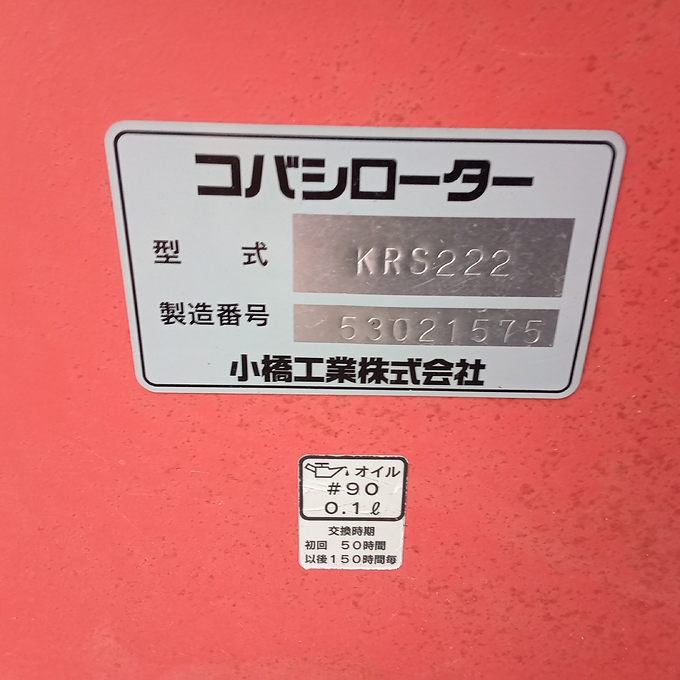 コバシローター
型 式 KRS222
製造番号 53021575
小橋工業株式会社
オイル
#90
0.1ℓ
交換時期
初回 50時間
以後150時間毎